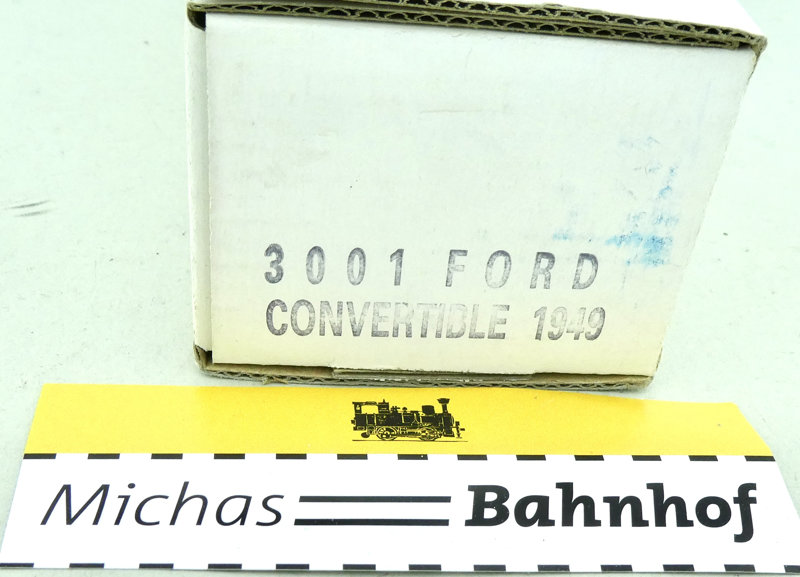 3001 FORD
CONVERTIBLE 1949
Michas Bahnhof